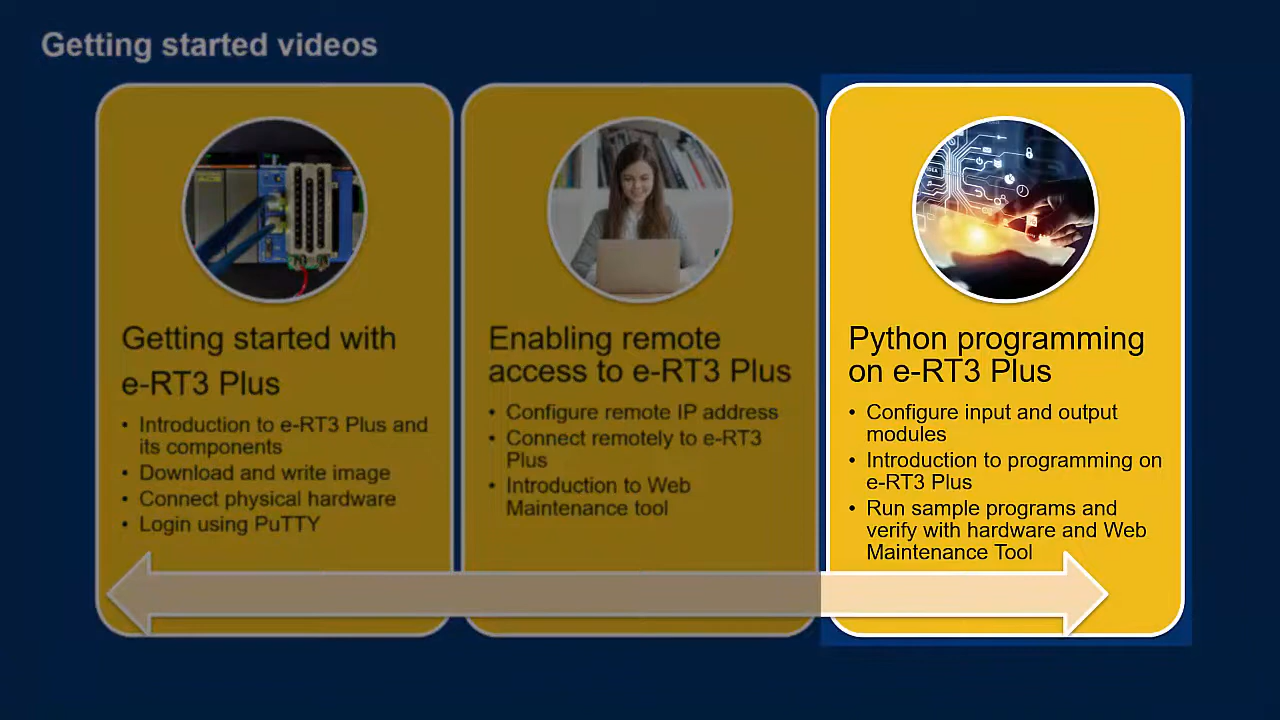 Getting started videos
Getting started with
e-RT3 Plus
• Introduction to e-RT3 Plus and
its components
• Download and write image
• Connect physical hardware
• Login using PuTTY
Enabling remote
access to e-RT3 Plus
• Configure remote IP address
• Connect remotely to e-RT3
Plus
• Introduction to Web
Maintenance tool
Python programming
on e-RT3 Plus
• Configure input and output
modules
• Introduction to programming on
e-RT3 Plus
• Run sample programs and
verify with hardware and Web
Maintenance Tool